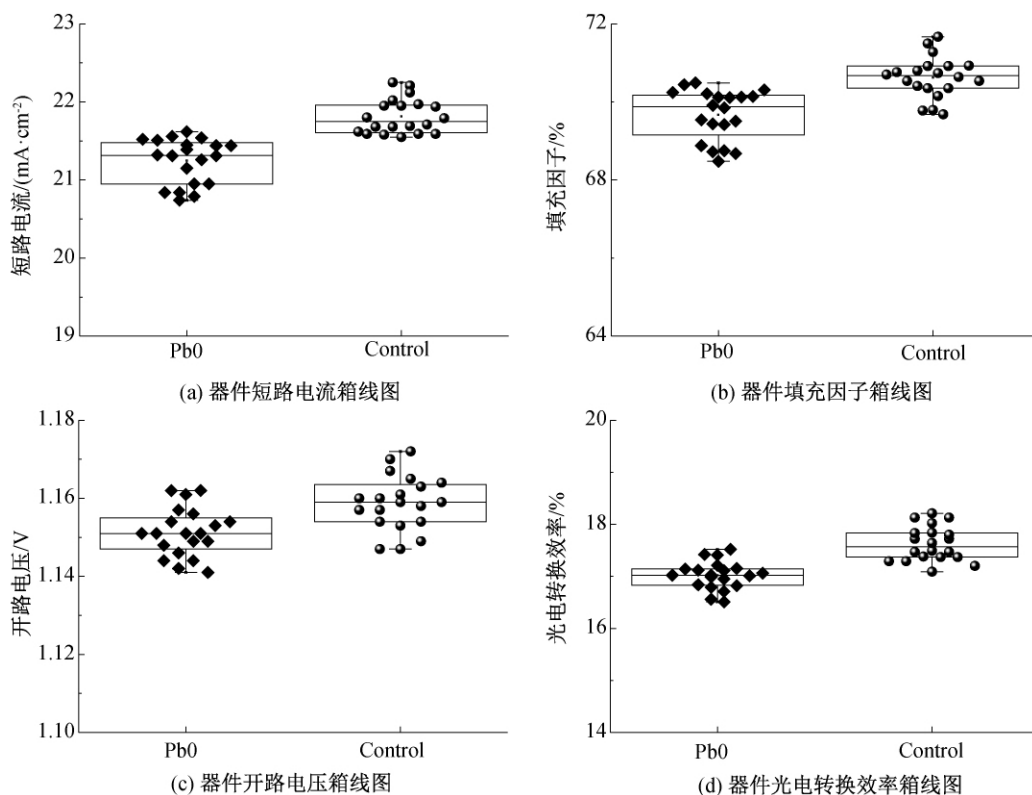 23
22
21
20
19
短路电流/(mA·cm⁻²)
Pb0 Control
(a) 器件短路电流箱线图
72
68
64
填充因子/%
Pb0 Control
(b) 器件填充因子箱线图
1.18
1.16
1.14
1.12
1.10
开路电压/V
Pb0 Control
(c) 器件开路电压箱线图
20
18
16
14
光电转换效率/%
Pb0 Control
(d) 器件光电转换效率箱线图